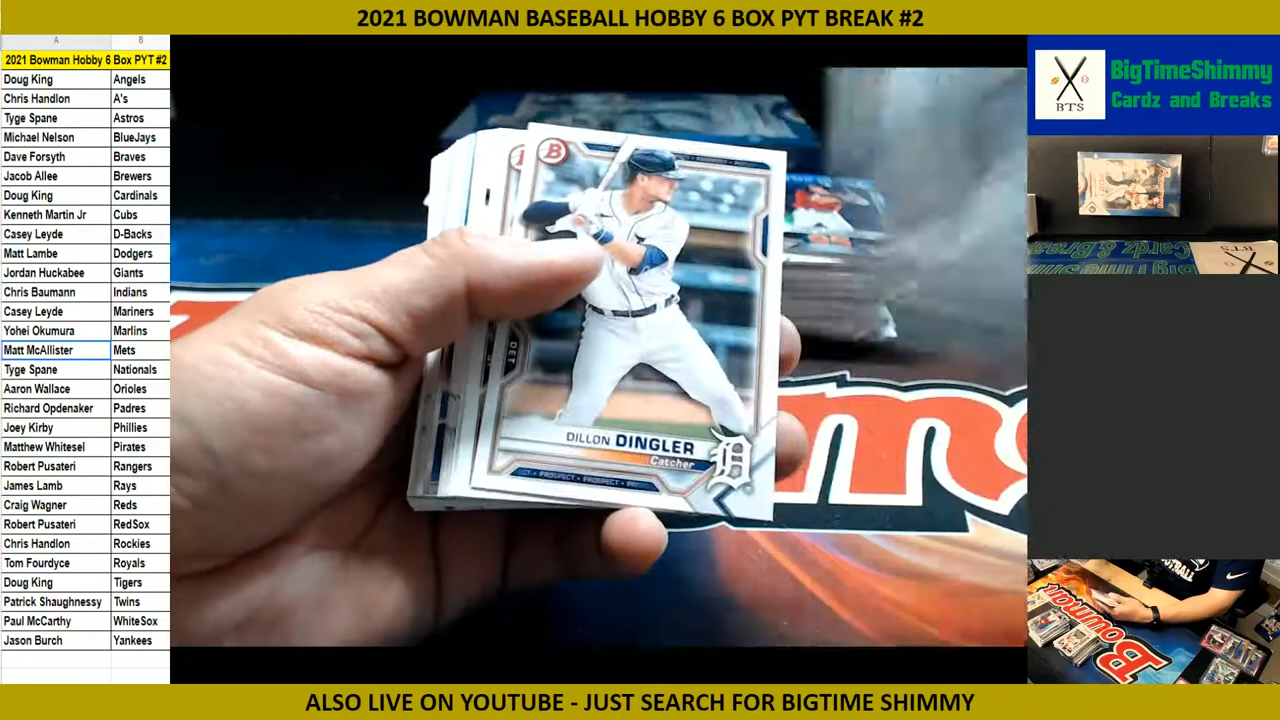 2021 BOWMAN BASEBALL HOBBY 6 BOX PYT BREAK #2
A B
2021 Bowman Hobby 6 Box PYT #2
Doug King Angels
Chris Handlon A's
Tyge Spane Astros
Michael Nelson BlueJays
Dave Forsyth Braves
Jacob Allee Brewers
Doug King Cardinals
Kenneth Martin Jr Cubs
Casey Leyde D-Backs
Matt Lambe Dodgers
Jordan Huckabee Giants
Chris Baumann Indians
Casey Leyde Mariners
Yohei Okumura Marlins
Matt McAllister Mets
Tyge Spane Nationals
Aaron Wallace Orioles
Richard Opdenaker Padres
Joey Kirby Phillies
Matthew Whitesel Pirates
Robert Pusateri Rangers
James Lamb Rays
Craig Wagner Reds
Robert Pusateri RedSox
Chris Handlon Rockies
Tom Fourdyce Royals
Doug King Tigers
Patrick Shaughnessy Twins
Paul McCarthy WhiteSox
Jason Burch Yankees
B
DET
DILLON DINGLER
Catcher
PROSPECT • PROSPECT
D
BTS
BigTimeShimmy
Cardz and Breaks
BTS
Bowman
ALSO LIVE ON YOUTUBE - JUST SEARCH FOR BIGTIME SHIMMY